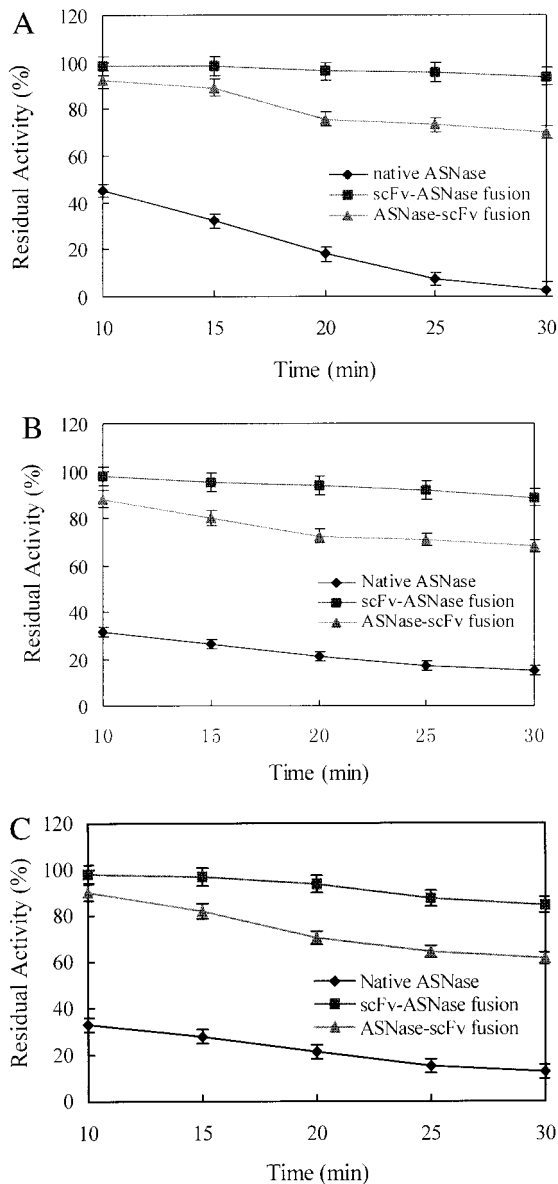 A
120
100
80
60
40
20
0
Residual Activity (%)
native ASNase
scFv-ASNase fusion
ASNase-scFv fusion
10 15 20 25 30
Time (min)
B
120
100
80
60
40
20
0
Residual Activity (%)
Native ASNase
scFv-ASNase fusion
ASNase-scFv fusion
10 15 20 25 30
Time (min)
C
120
100
80
60
40
20
0
Residual Activity (%)
Native ASNase
scFv-ASNase fusion
ASNase-scFv fusion
10 15 20 25 30
Time (min)